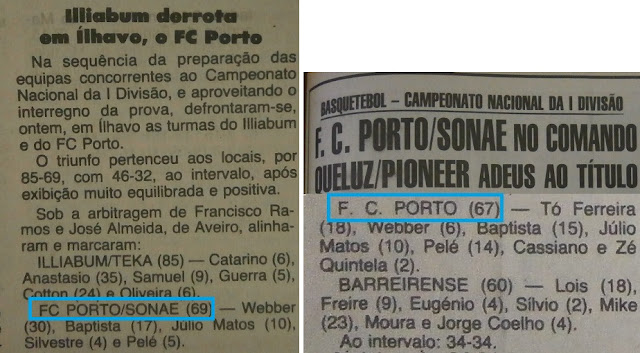 Illiabum derrota
em Ílhavo, o FC Porto
Na sequência da preparação das
equipas concorrentes ao Campeonato
Nacional da I Divisão, e aproveitando o
interregno da prova, defrontaram-se,
ontem, em Ílhavo as turmas do Illiabum
e do FC Porto.
O triunfo pertenceu aos locais, por
85-69, com 46-32, ao intervalo, após
exibição muito equilibrada e positiva.
Sob a arbitragem de Francisco Ra-
mos e José Almeida, de Aveiro, alinha-
ram e marcaram:
ILLIABUM/TEKA (85) — Catarino (6),
Anastasio (35), Samuel (9), Guerra (5),
Cotton (24) e Oliveira (6).
FC PORTO/SONAE (69) — Webber
(30), Baptista (17), Júlio Matos (10),
Silvestre (4) e Pelé (5).
BASQUETEBOL – CAMPEONATO NACIONAL DA I DIVISÃO
F. C. PORTO/SONAE NO COMANDO
QUELUZ/PIONEER ADEUS AO TÍTULO
F. C. PORTO (67) — Tó Ferreira
(18), Webber (6), Baptista (15), Júlio
Matos (10), Pelé (14), Cassiano e Zé
Quintela (2).
BARREIRENSE (60) — Lois (18),
Freire (9), Eugénio (4), Sílvio (2), Mike
(23), Moura e Jorge Coelho (4).
Ao intervalo: 34-34.